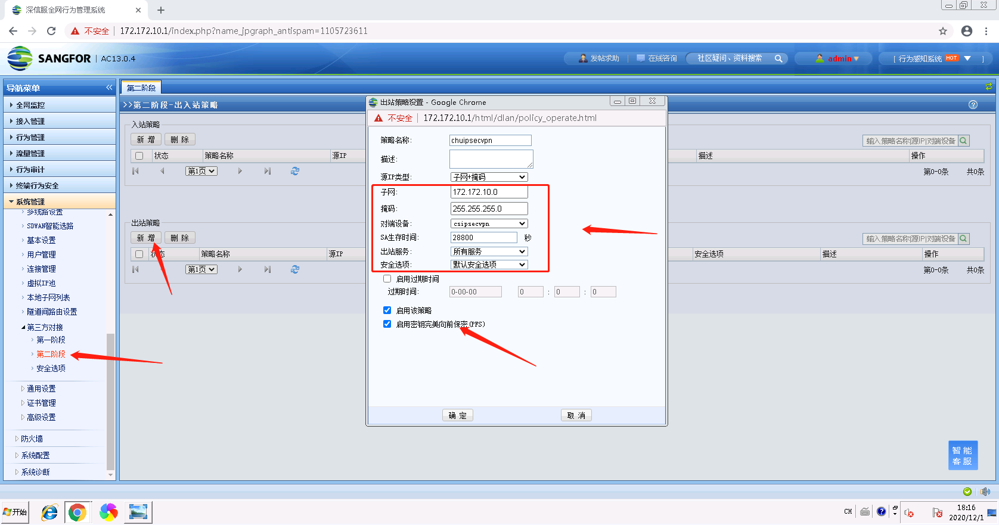 深信服全网行为管理系统
不安全 172.172.10.1/index.php?name_jpgraph_antispam=1105723611
SANGFOR | AC13.0.4
发帖求助 在线咨询 社区疑问、资料搜索 admin [ 行为感知系统 HOT ]
导航菜单
全网监控
接入管理
行为管理
流量管理
行为审计
终端行为安全
系统管理
多线路设置
SDWAN智能选路
基本设置
用户管理
连接管理
虚拟IP池
本地子网列表
隧道间路由设置
第三方对接
第一阶段
第二阶段
安全选项
通用设置
证书管理
高级设置
防火墙
系统配置
系统诊断
第二阶段
>>第二阶段-出入站策略
入站策略
新 增 删 除
输入策略名称|源IP|对端设备
状态 策略名称 源IP 描述 操作
第1页 第0-0条 共0条
出站策略
新 增 删 除
输入策略名称|源IP|对端设备
状态 策略名称 源IP 安全选项 描述 操作
第1页 第0-0条 共0条
出站策略设置 - Google Chrome
不安全 172.172.10.1/html/dlan/policy_operate.html
策略名称: chuipsecvpn
描述:
源IP类型: 子网+掩码
子网: 172.172.10.0
掩码: 255.255.255.0
对端设备: csipsecvpn
SA生存时间: 28800 秒
出站服务: 所有服务
安全选项: 默认安全选项
启用过期时间
过期时间: 0-00-00 0 : 0 : 0
启用该策略
启用密钥完美向前保密(PFS)
确 定 取 消
智 能
客 服
开始
CH
18:16
2020/12/1